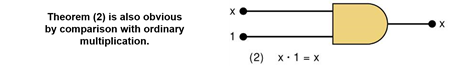 Theorem (2) is also obvious
by comparison with ordinary
multiplication.
x
1
x
(2) x · 1 = x